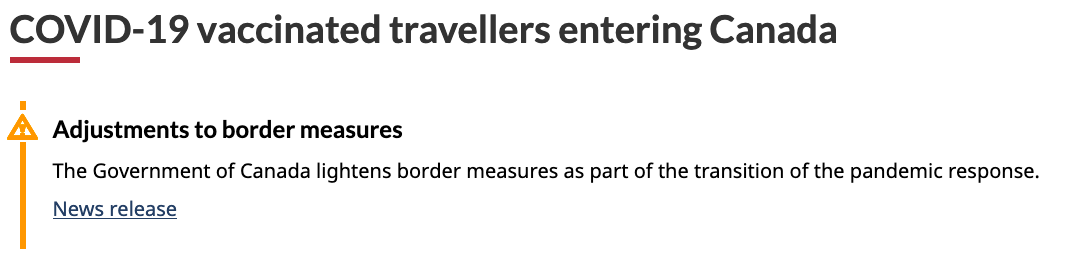 COVID-19 vaccinated travellers entering Canada
Adjustments to border measures
The Government of Canada lightens border measures as part of the transition of the pandemic response.
News release